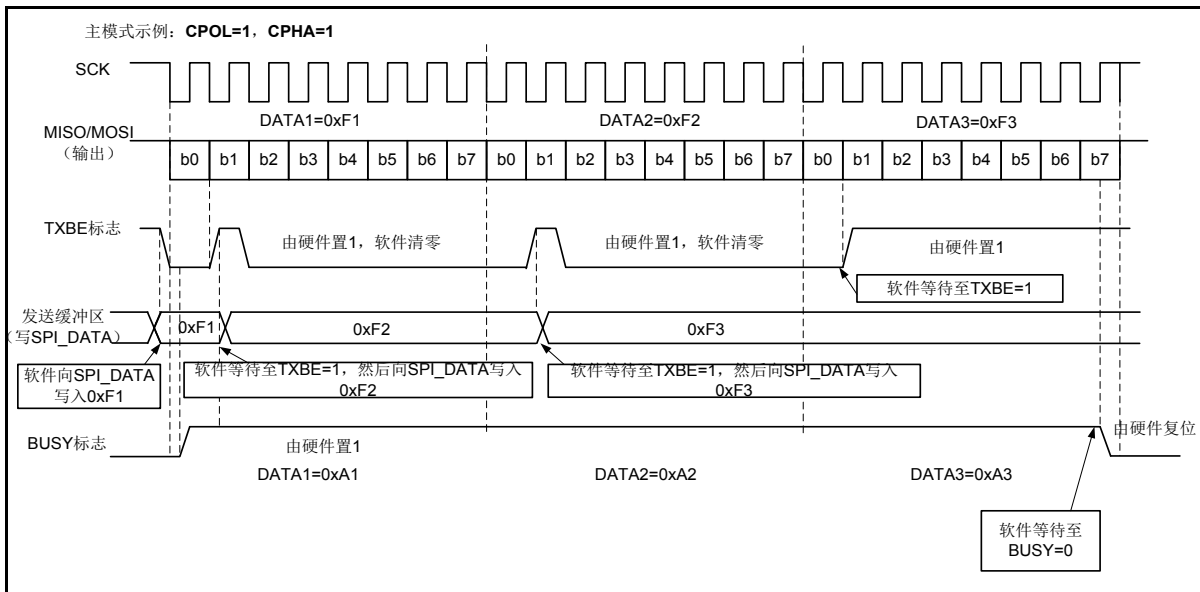 主模式示例：CPOL=1，CPHA=1
SCK
DATA1=0xF1
DATA2=0xF2
DATA3=0xF3
MISO/MOSI
（输出）
b0 b1 b2 b3 b4 b5 b6 b7 b0 b1 b2 b3 b4 b5 b6 b7 b0 b1 b2 b3 b4 b5 b6 b7
TXBE标志
由硬件置1，软件清零
由硬件置1，软件清零
由硬件置1
软件等待至TXBE=1
发送缓冲区
（写SPI_DATA）
0xF1
0xF2
0xF3
软件向SPI_DATA
写入0xF1
软件等待至TXBE=1，然后向SPI_DATA写入
0xF2
软件等待至TXBE=1，然后向SPI_DATA写入
0xF3
BUSY标志
由硬件置1
由硬件复位
DATA1=0xA1
DATA2=0xA2
DATA3=0xA3
软件等待至
BUSY=0